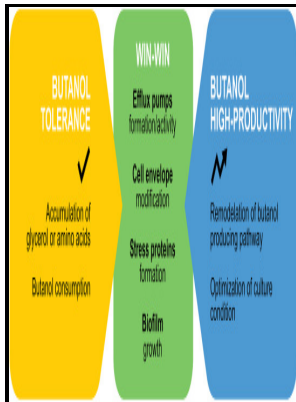 BUTANOL
TOLERANCE
Accumulation of
glycerol or amino acids
Butanol consumption
WIN-WIN
Efflux pumps
formation/activity
Cell envelope
modification
Stress proteins
formation
Biofilm
growth
BUTANOL
HIGH-PRODUCTIVITY
Remodelation of butanol
producing pathway
Optimization of culture
condition